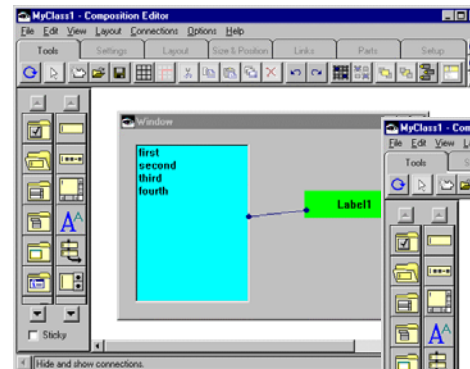 MyClass1 - Composition Editor
File Edit View Layout Connections Options Help
Tools Settings Layout Size & Position Links Parts Setup
Window
first
second
third
fourth
Label1
Sticky
Hide and show connections.
MyClass1 - Com
File Edit View L
Tools S